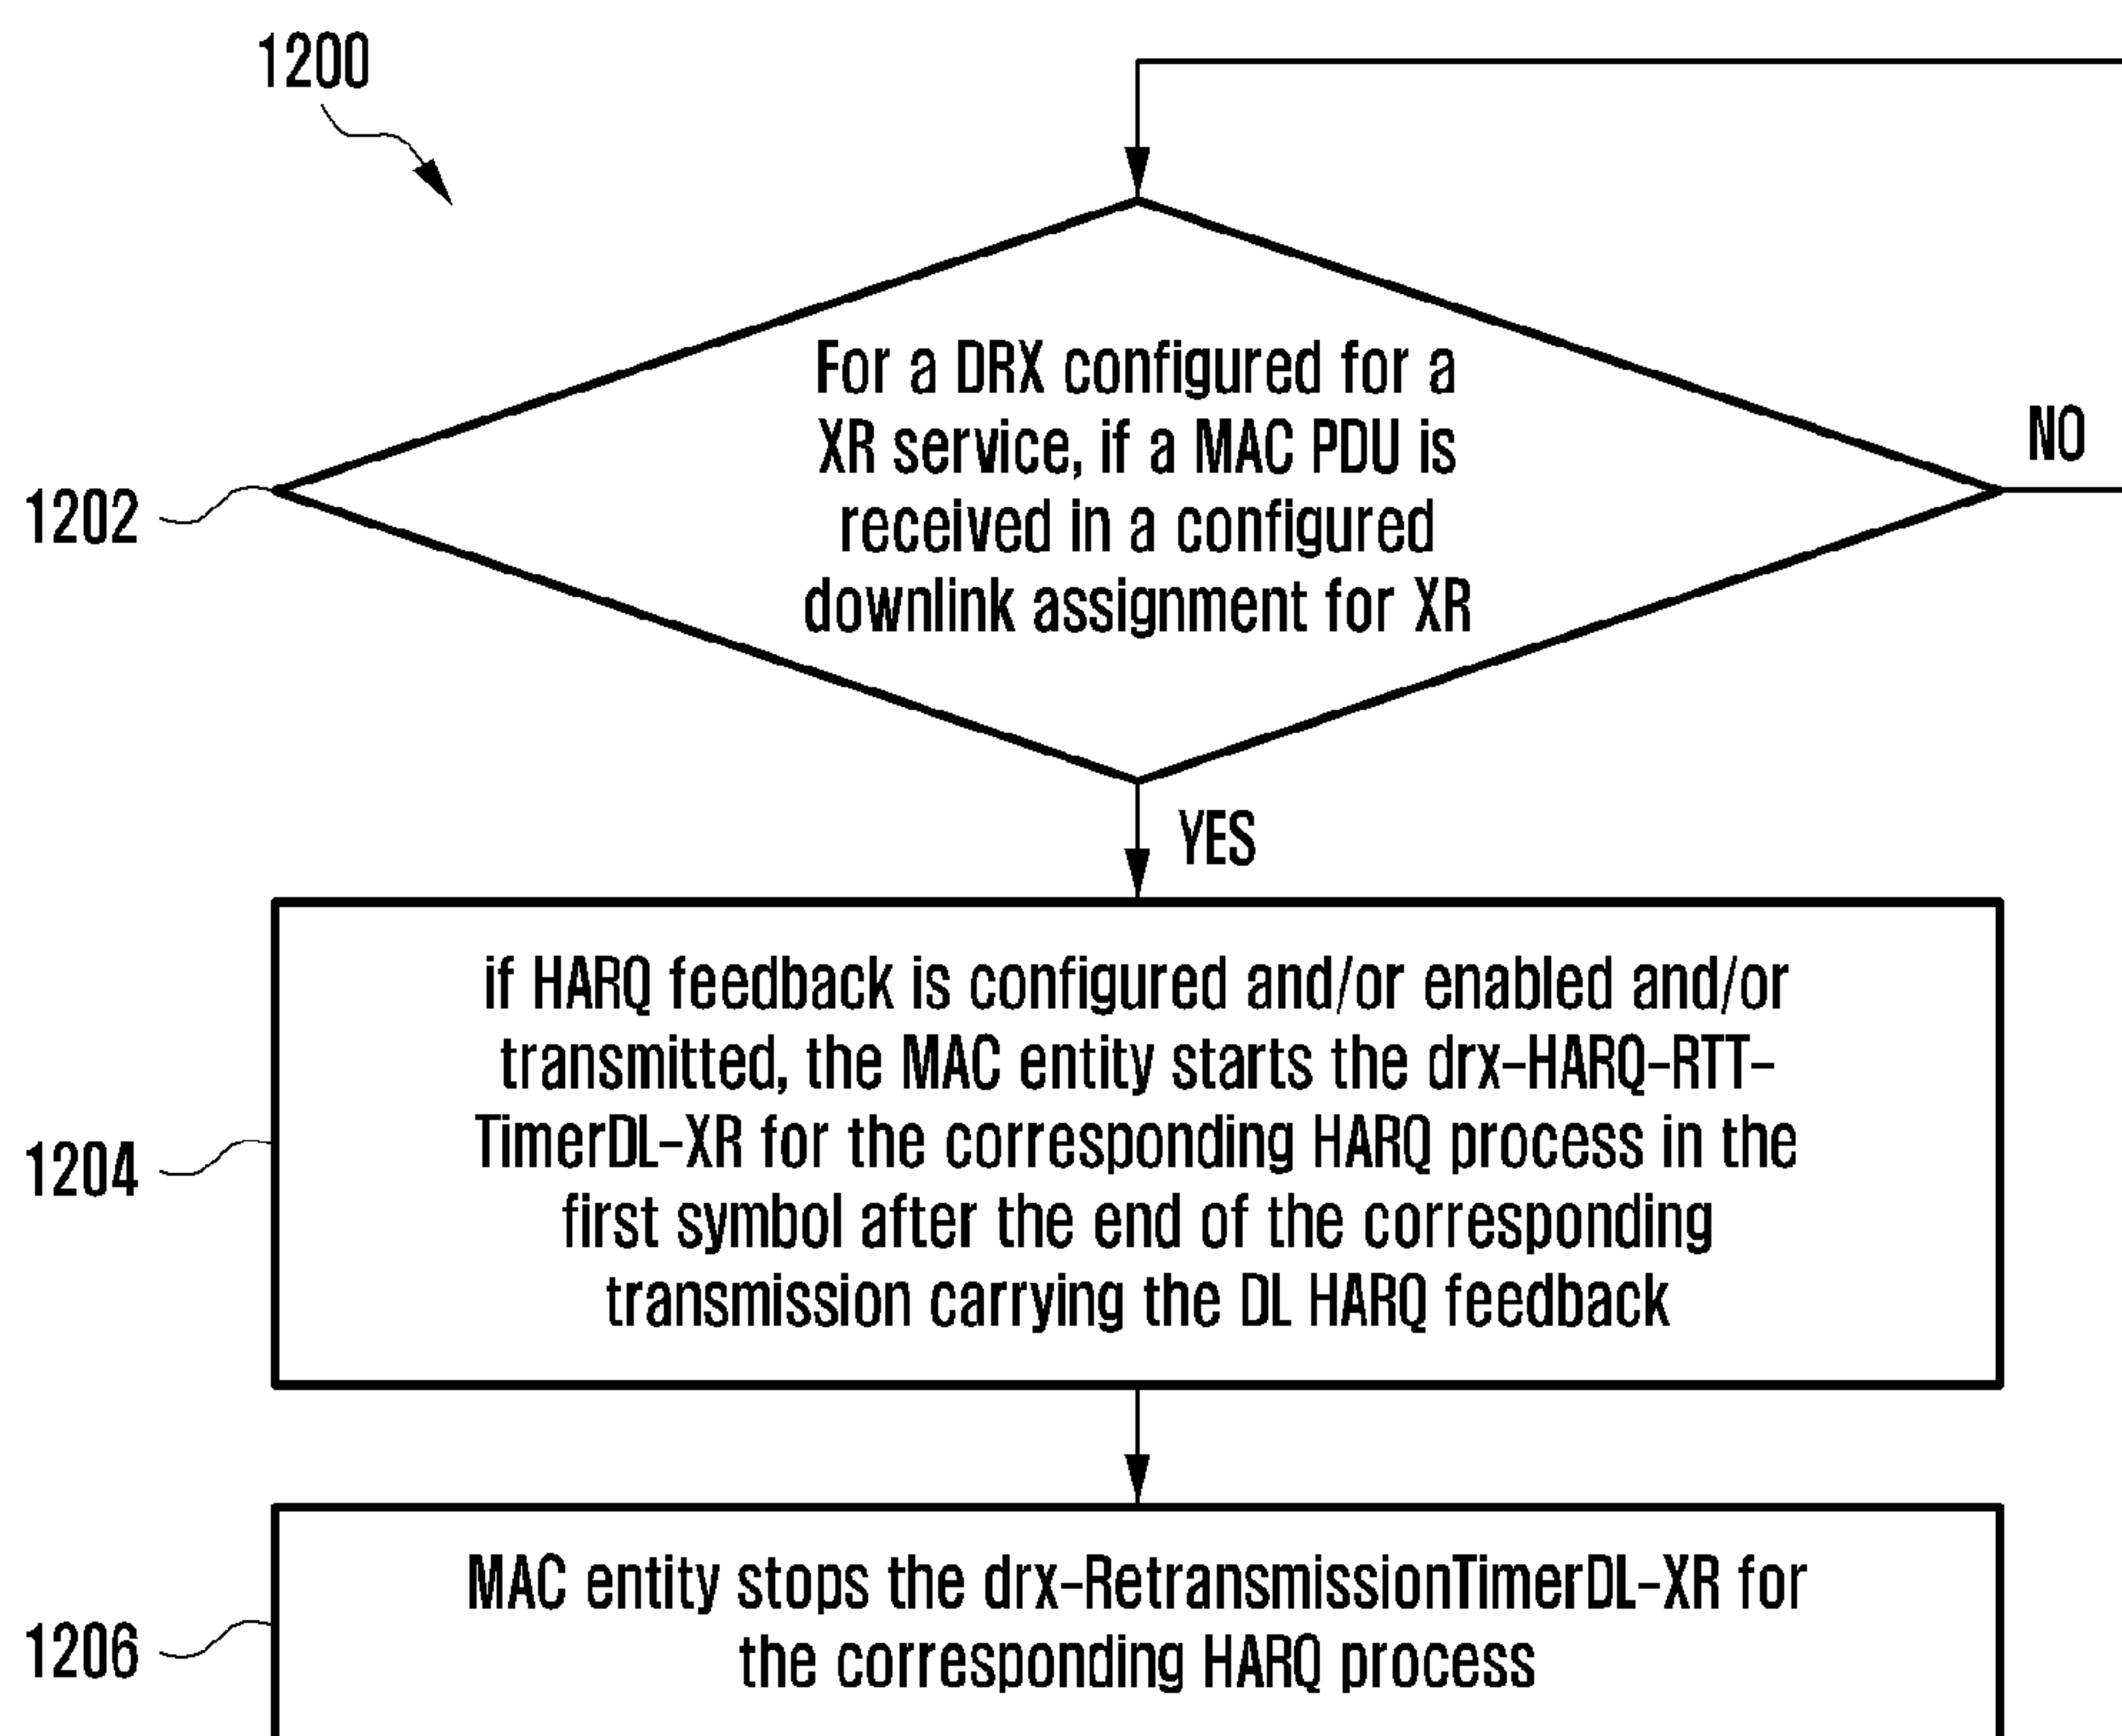 1200
For a DRX configured for a
XR service, if a MAC PDU is
received in a configured
downlink assignment for XR
NO
1202
YES
if HARQ feedback is configured and/or enabled and/or
transmitted, the MAC entity starts the drx-HARQ-RTT-
TimerDL-XR for the corresponding HARQ process in the
first symbol after the end of the corresponding
transmission carrying the DL HARQ feedback
1204
MAC entity stops the drx-RetransmissionTimerDL-XR for
the corresponding HARQ process
1206